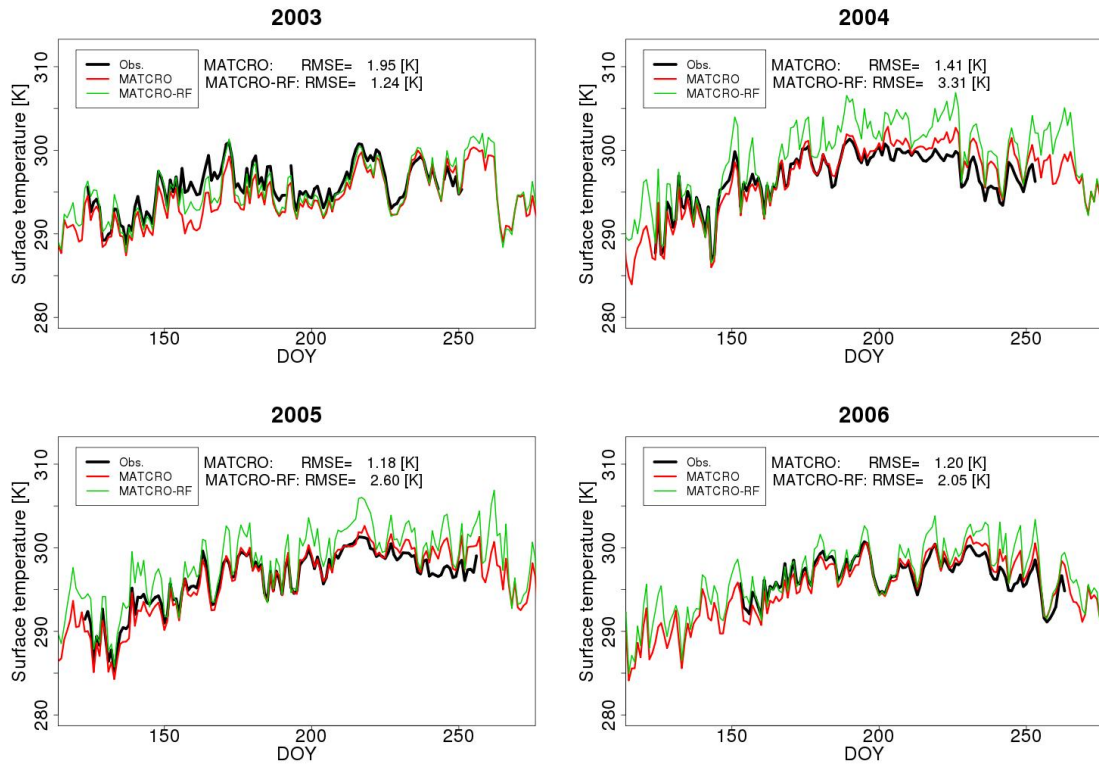 2003
Surface temperature [K]
310
300
290
280
Obs.
MATCRO
MATCRO-RF
MATCRO: RMSE= 1.95 [K]
MATCRO-RF: RMSE= 1.24 [K]
150 200 250
DOY
2004
Surface temperature [K]
310
300
290
280
Obs.
MATCRO
MATCRO-RF
MATCRO: RMSE= 1.41 [K]
MATCRO-RF: RMSE= 3.31 [K]
150 200 250
DOY
2005
Surface temperature [K]
310
300
290
280
Obs.
MATCRO
MATCRO-RF
MATCRO: RMSE= 1.18 [K]
MATCRO-RF: RMSE= 2.60 [K]
150 200 250
DOY
2006
Surface temperature [K]
310
300
290
280
Obs.
MATCRO
MATCRO-RF
MATCRO: RMSE= 1.20 [K]
MATCRO-RF: RMSE= 2.05 [K]
150 200 250
DOY